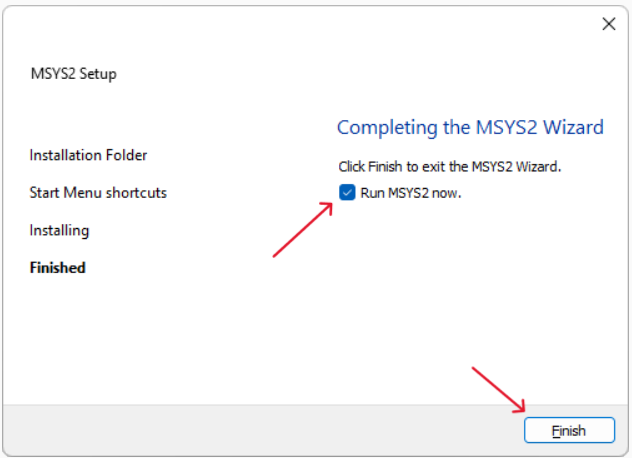 MSYS2 Setup
Completing the MSYS2 Wizard
Installation Folder
Click Finish to exit the MSYS2 Wizard.
Start Menu shortcuts
Run MSYS2 now.
Installing
Finished
Finish